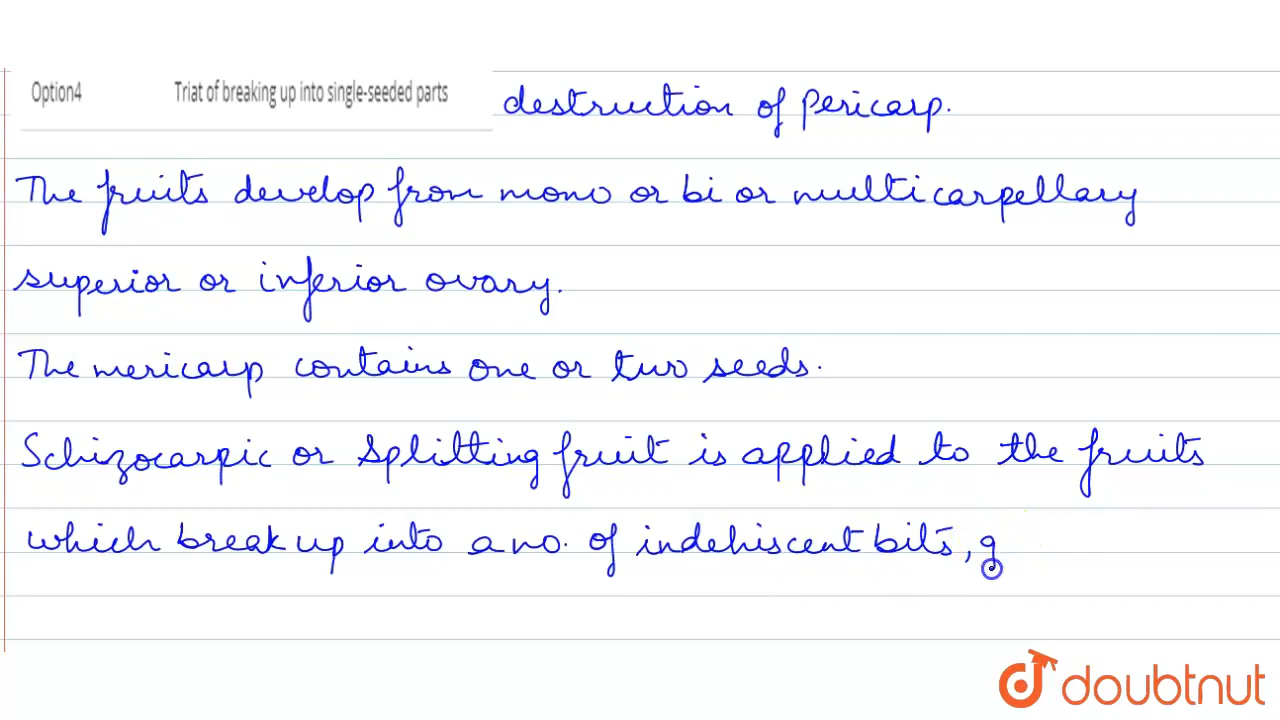 Option4 Triat of breaking up into single-seeded parts destruction of pericarp.
The fruits develop from mono or bi or multicarpellary
superior or inferior ovary.
The mericarp contains one or two seeds.
Schizocarpic or splitting fruit is applied to the fruits
which break up into a no. of indehiscent bits, g
doubtnut